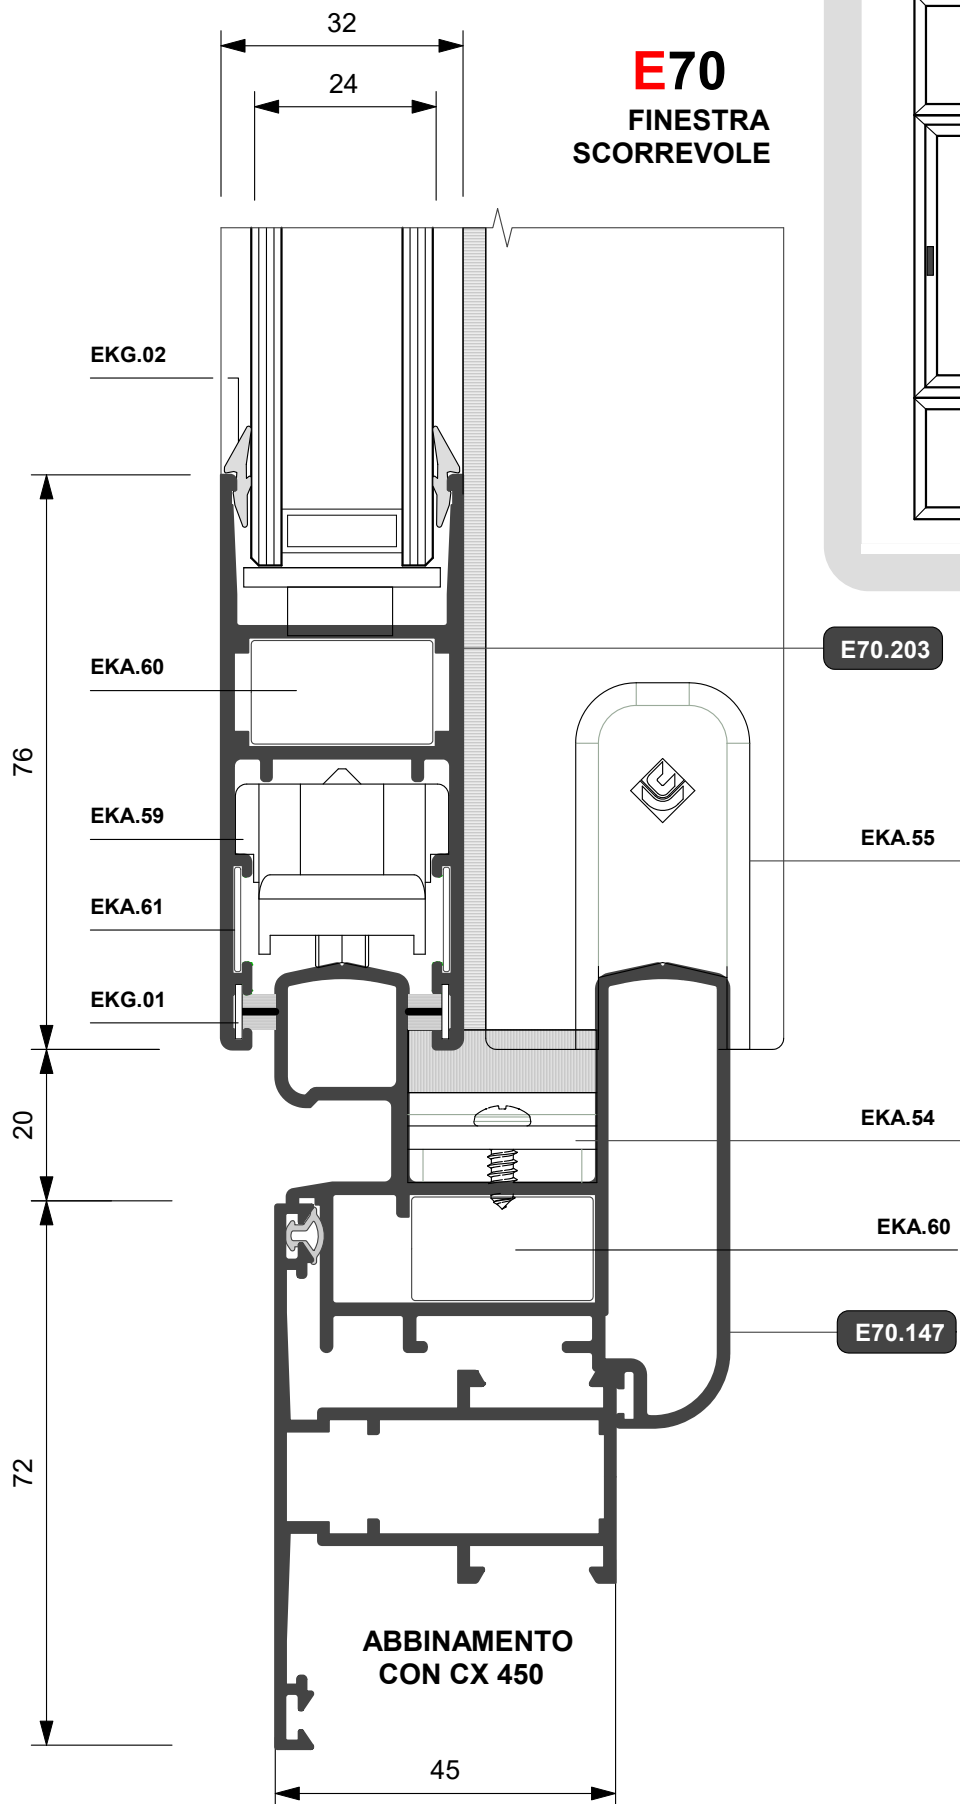 32
24
E70
FINESTRA
SCORREVOLE
EKG.02
E70.203
EKA.60
76
EKA.59
EKA.55
EKA.61
EKG.01
20
EKA.54
EKA.60
E70.147
72
ABBINAMENTO
CON CX 450
45